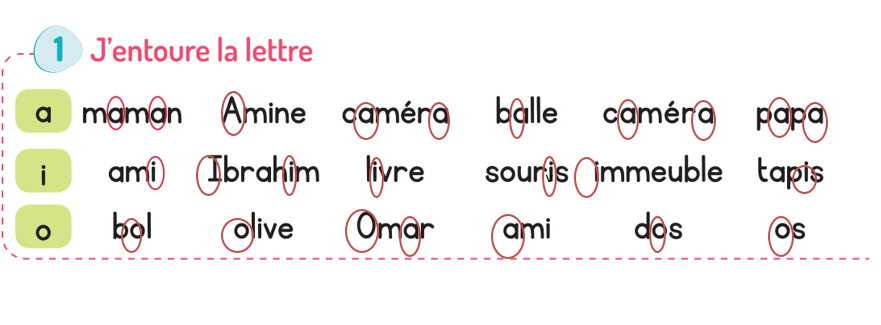 1 J'entoure la lettre
a maman Amine caméra balle caméra papa
i ami Ibrahim livre souris immeuble tapis
o bol olive Omar ami dos os